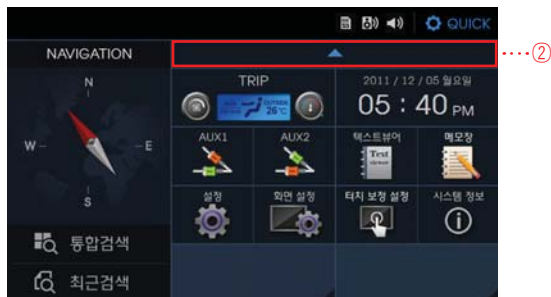 QUICK
NAVIGATION
N
W
E
S
통합검색
최근검색
②
TRIP
OUTSIDE
26℃
2011 / 12 / 05 월요일
05 : 40 PM
AUX1
AUX2
텍스트뷰어
Text
viewer
메모장
설정
화면 설정
터치 보정 설정
시스템 정보